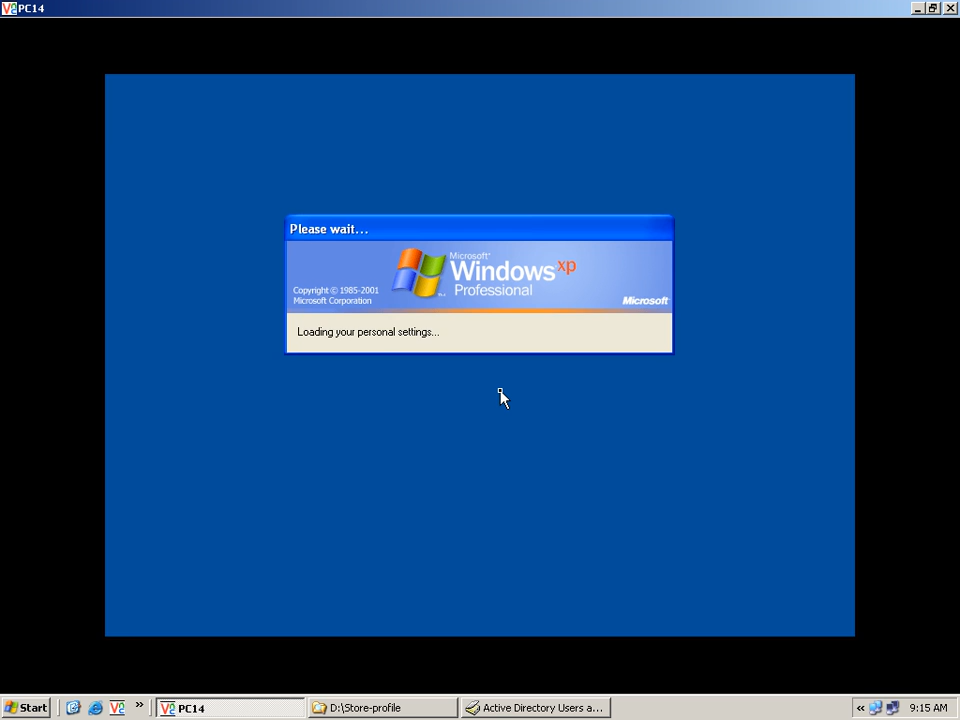 PC14
Please wait...
Microsoft®
Windows xp
Professional
Copyright © 1985-2001
Microsoft Corporation
Microsoft
Loading your personal settings...
Start
»
PC14
D:\Store-profile
Active Directory Users a...
«
9:15 AM